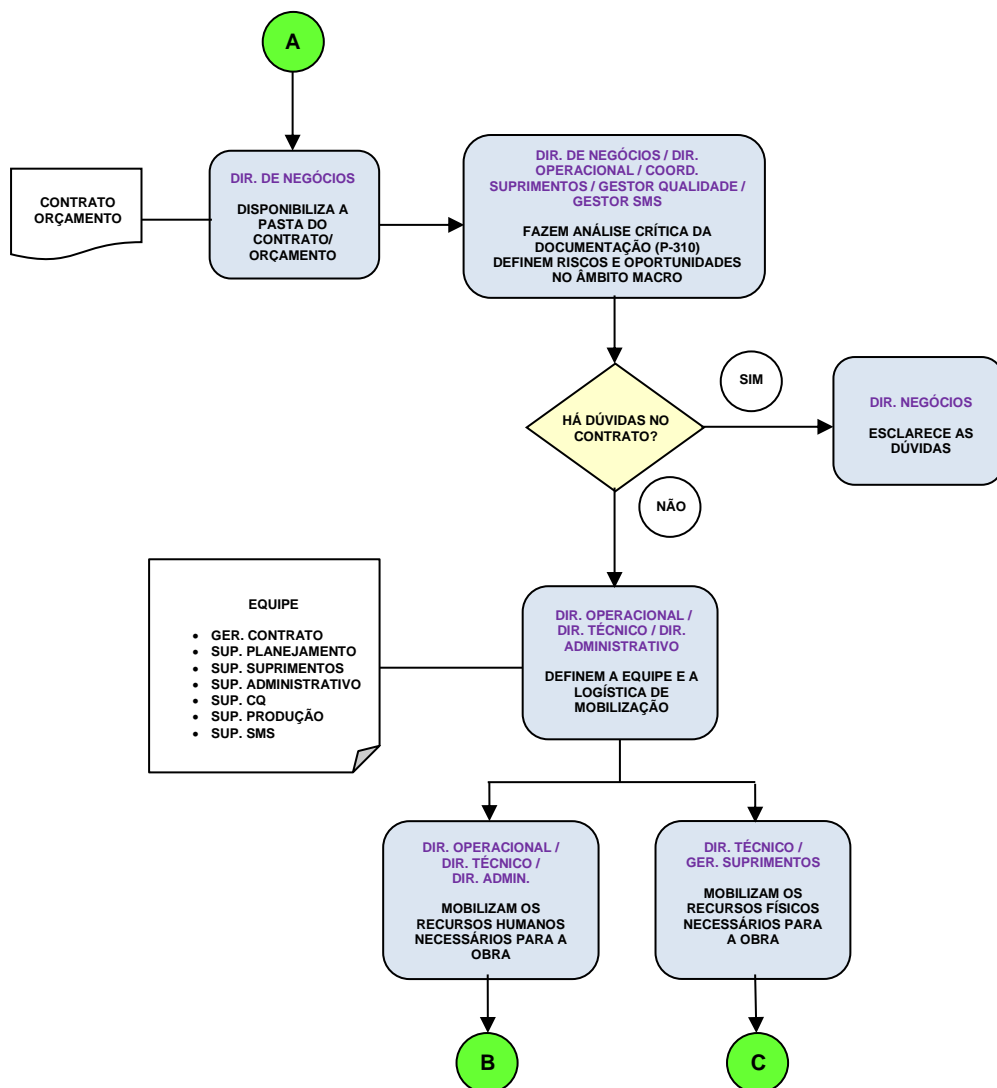 A
CONTRATO
ORÇAMENTO
DIR. DE NEGÓCIOS
DISPONIBILIZA A
PASTA DO
CONTRATO/
ORÇAMENTO
DIR. DE NEGÓCIOS / DIR.
OPERACIONAL / COORD.
SUPRIMENTOS / GESTOR QUALIDADE /
GESTOR SMS
FAZEM ANÁLISE CRÍTICA DA
DOCUMENTAÇÃO (P-310)
DEFINEM RISCOS E OPORTUNIDADES
NO ÂMBITO MACRO
HÁ DÚVIDAS NO
CONTRATO?
SIM
DIR. NEGÓCIOS
ESCLARECE AS
DÚVIDAS
NÃO
EQUIPE
• GER. CONTRATO
• SUP. PLANEJAMENTO
• SUP. SUPRIMENTOS
• SUP. ADMINISTRATIVO
• SUP. CQ
• SUP. PRODUÇÃO
• SUP. SMS
DIR. OPERACIONAL /
DIR. TÉCNICO / DIR.
ADMINISTRATIVO
DEFINEM A EQUIPE E A
LOGÍSTICA DE
MOBILIZAÇÃO
DIR. OPERACIONAL /
DIR. TÉCNICO /
DIR. ADMIN.
MOBILIZAM OS
RECURSOS HUMANOS
NECESSÁRIOS PARA A
OBRA
DIR. TÉCNICO /
GER. SUPRIMENTOS
MOBILIZAM OS
RECURSOS FÍSICOS
NECESSÁRIOS PARA
A OBRA
B
C